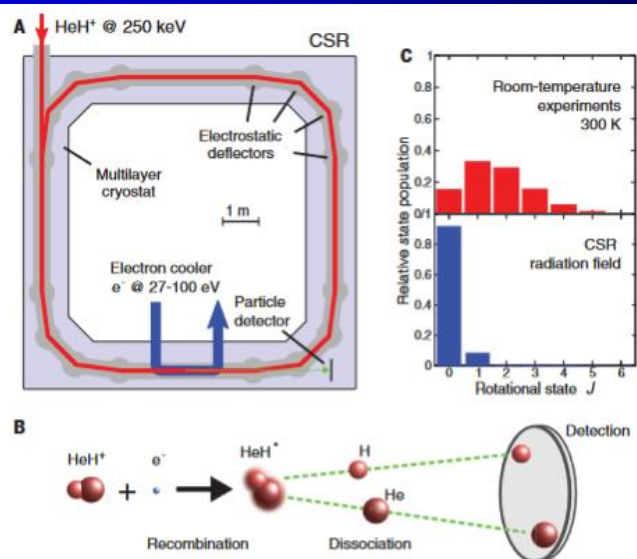 A
HeH⁺ @ 250 keV
CSR
Electrostatic
deflectors
Multilayer
cryostat
1 m
Electron cooler
e⁻ @ 27-100 eV
Particle
detector
C
Relative state population
1
0.8
0.6
0.4
0.2
0/1
0.8
0.6
0.4
0.2
0
Room-temperature
experiments
300 K
CSR
radiation field
0 1 2 3 4 5 6
Rotational state J
B
HeH⁺
+
e⁻
HeH*
H
He
Detection
Recombination
Dissociation